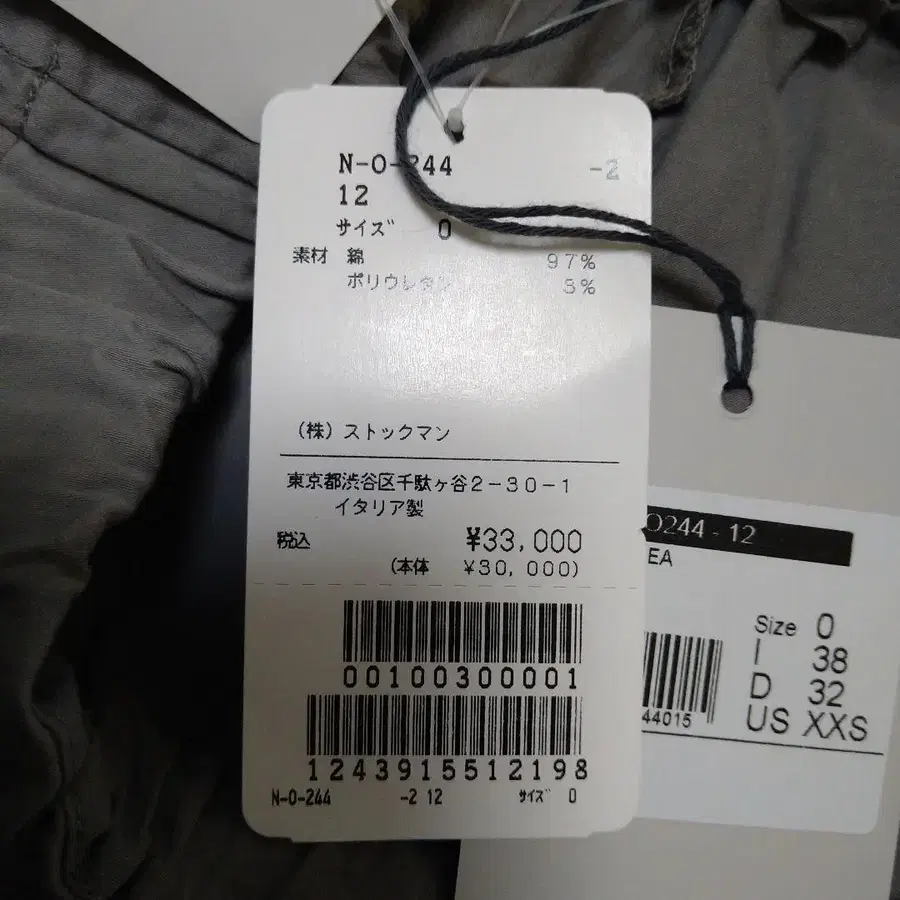 N-O-244 -2
12
サイズ 0
素材 綿 97%
ポリウレタン 3%
(株) ストックマン
東京都渋谷区千駄ヶ谷2-30-1
イタリア製
税込 ¥33,000
(本体 ¥30,000)
00100300001
1243915512198
N-O-244 -2 12 サイズ 0
O244 - 12
EA
Size 0
I 38
D 32
US XXS
44015